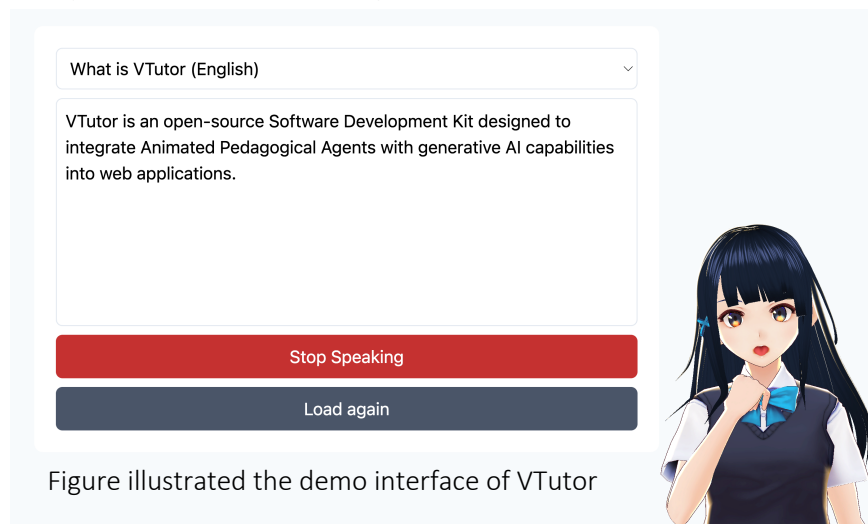 What is VTutor (English)
VTutor is an open-source Software Development Kit designed to
integrate Animated Pedagogical Agents with generative AI capabilities
into web applications.
Stop Speaking
Load again
Figure illustrated the demo interface of VTutor